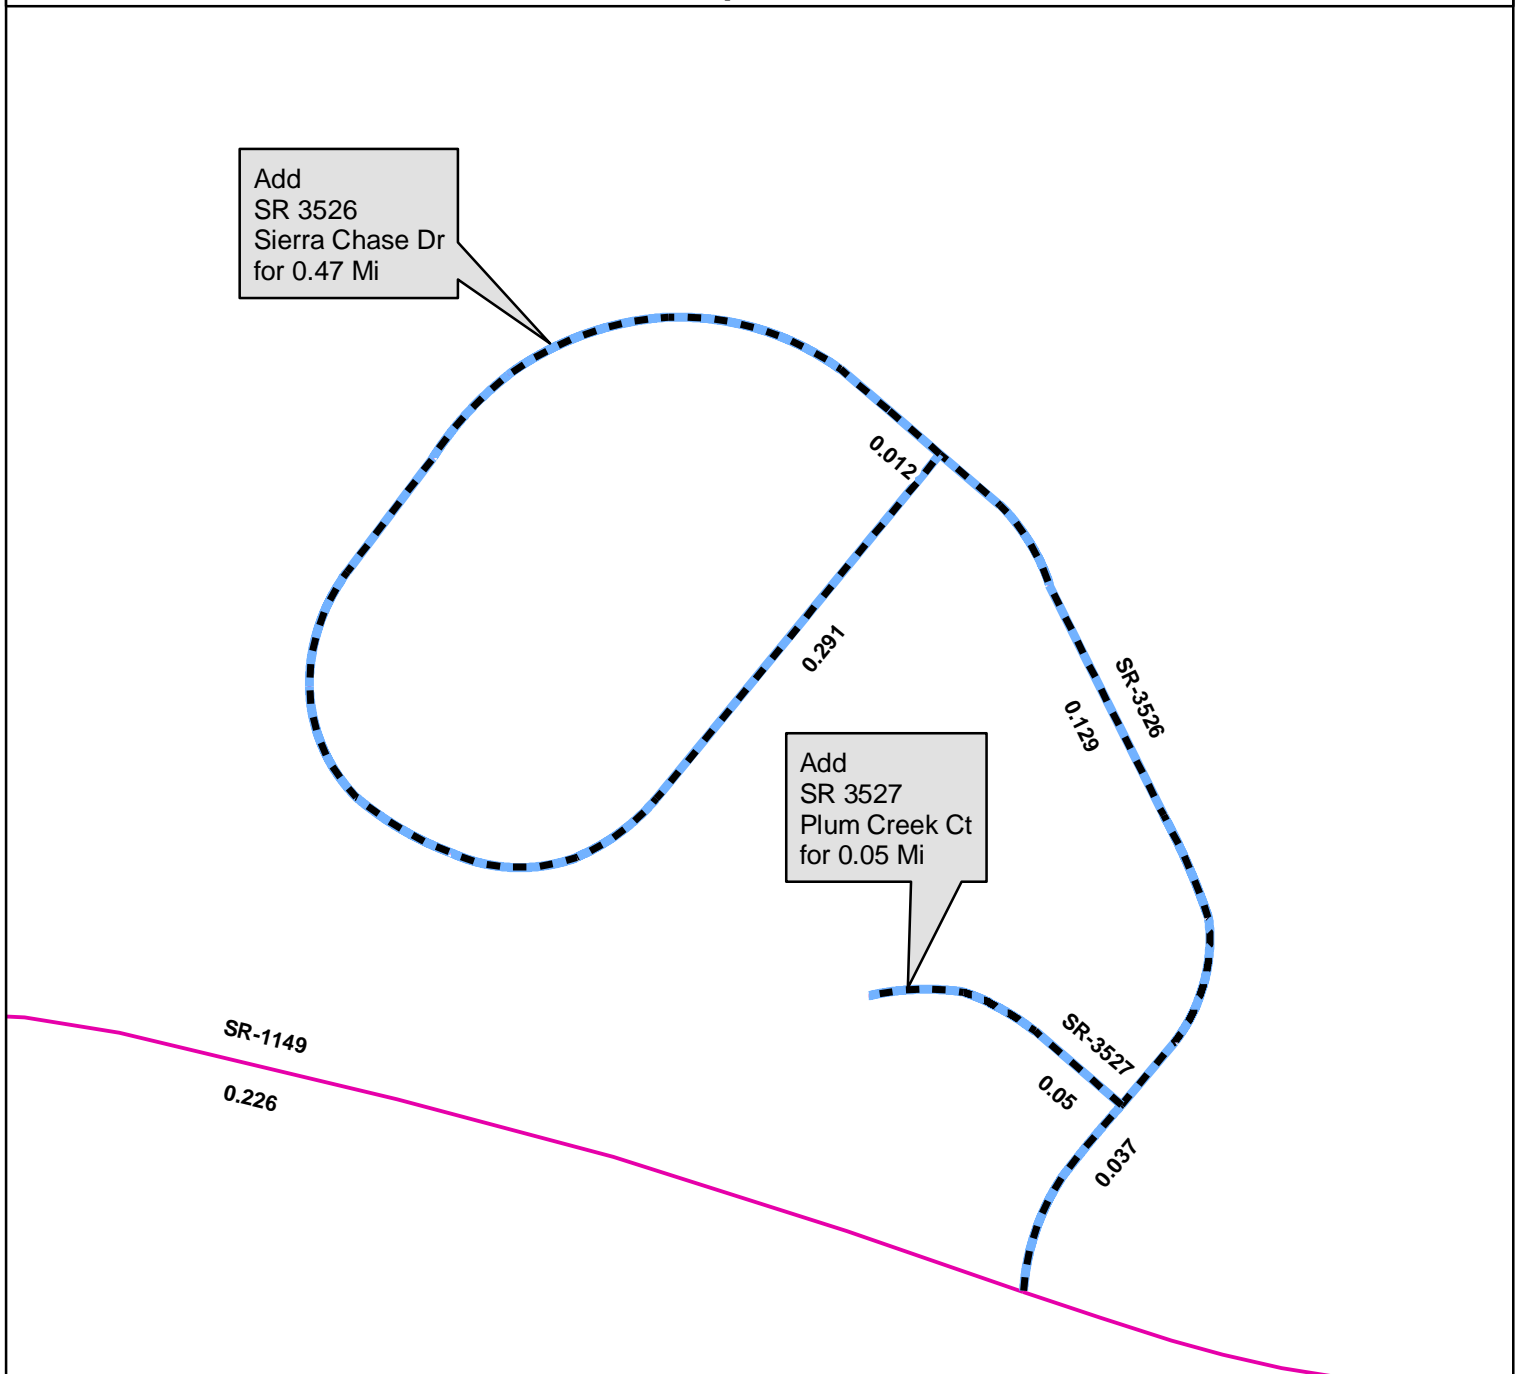 Add
SR 3526
Sierra Chase Dr
for 0.47 Mi
0.012
0.291
SR-3526
0.129
Add
SR 3527
Plum Creek Ct
for 0.05 Mi
SR-3527
0.05
0.037
SR-1149
0.226